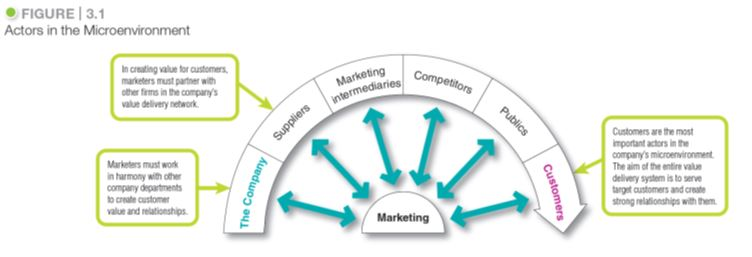 FIGURE | 3.1
Actors in the Microenvironment
In creating value for customers,
marketers must partner with
other firms in the company's
value delivery network.
Marketers must work
in harmony with other
company departments
to create customer
value and relationships.
The Company
Suppliers
Marketing
intermediaries
Competitors
Publics
Customers
Marketing
Customers are the most
important actors in the
company's microenvironment.
The aim of the entire value
delivery system is to serve
target customers and create
strong relationships with them.